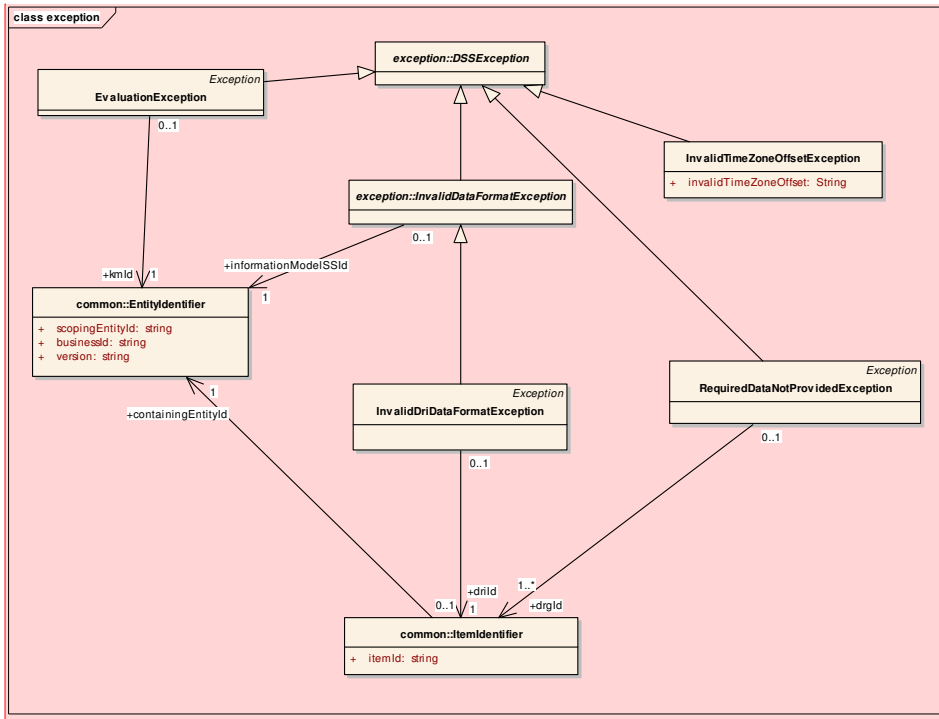 class exception
exception::DSSException
Exception
EvaluationException
0..1
InvalidTimeZoneOffsetException
+ invalidTimeZoneOffset: String
exception::InvalidDataFormatException
0..1
+informationModelSSId
1
+kmId
1
common::EntityIdentifier
+ scopingEntityId: string
+ businessId: string
+ version: string
1
+containingEntityId
Exception
InvalidDriDataFormatException
0..1
Exception
RequiredDataNotProvidedException
0..1
+driId
1
0..1
1..*
+drgId
common::ItemIdentifier
+ itemId: string